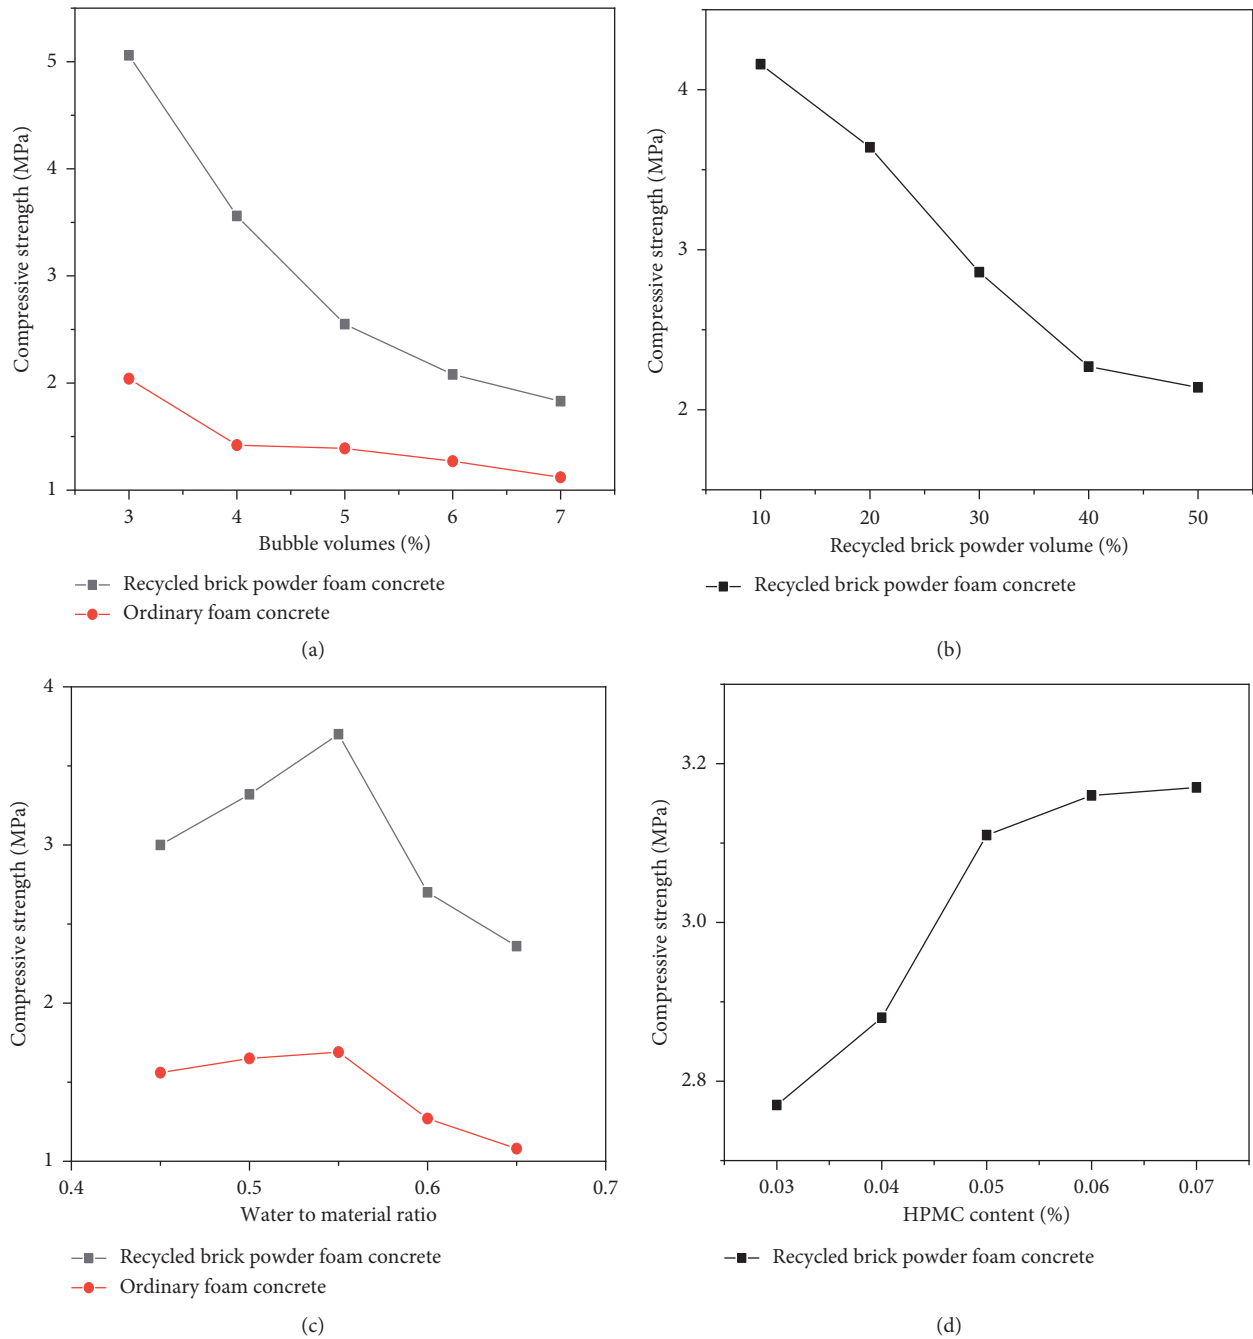 5
4
3
2
1
Compressive strength (MPa)
3 4 5 6 7
Bubble volumes (%)
Recycled brick powder foam concrete
Ordinary foam concrete
(a)
4
3
2
Compressive strength (MPa)
10 20 30 40 50
Recycled brick powder volume (%)
Recycled brick powder foam concrete
(b)
4
3
2
1
Compressive strength (MPa)
0.4 0.5 0.6 0.7
Water to material ratio
Recycled brick powder foam concrete
Ordinary foam concrete
(c)
3.2
3.0
2.8
Compressive strength (MPa)
0.03 0.04 0.05 0.06 0.07
HPMC content (%)
Recycled brick powder foam concrete
(d)